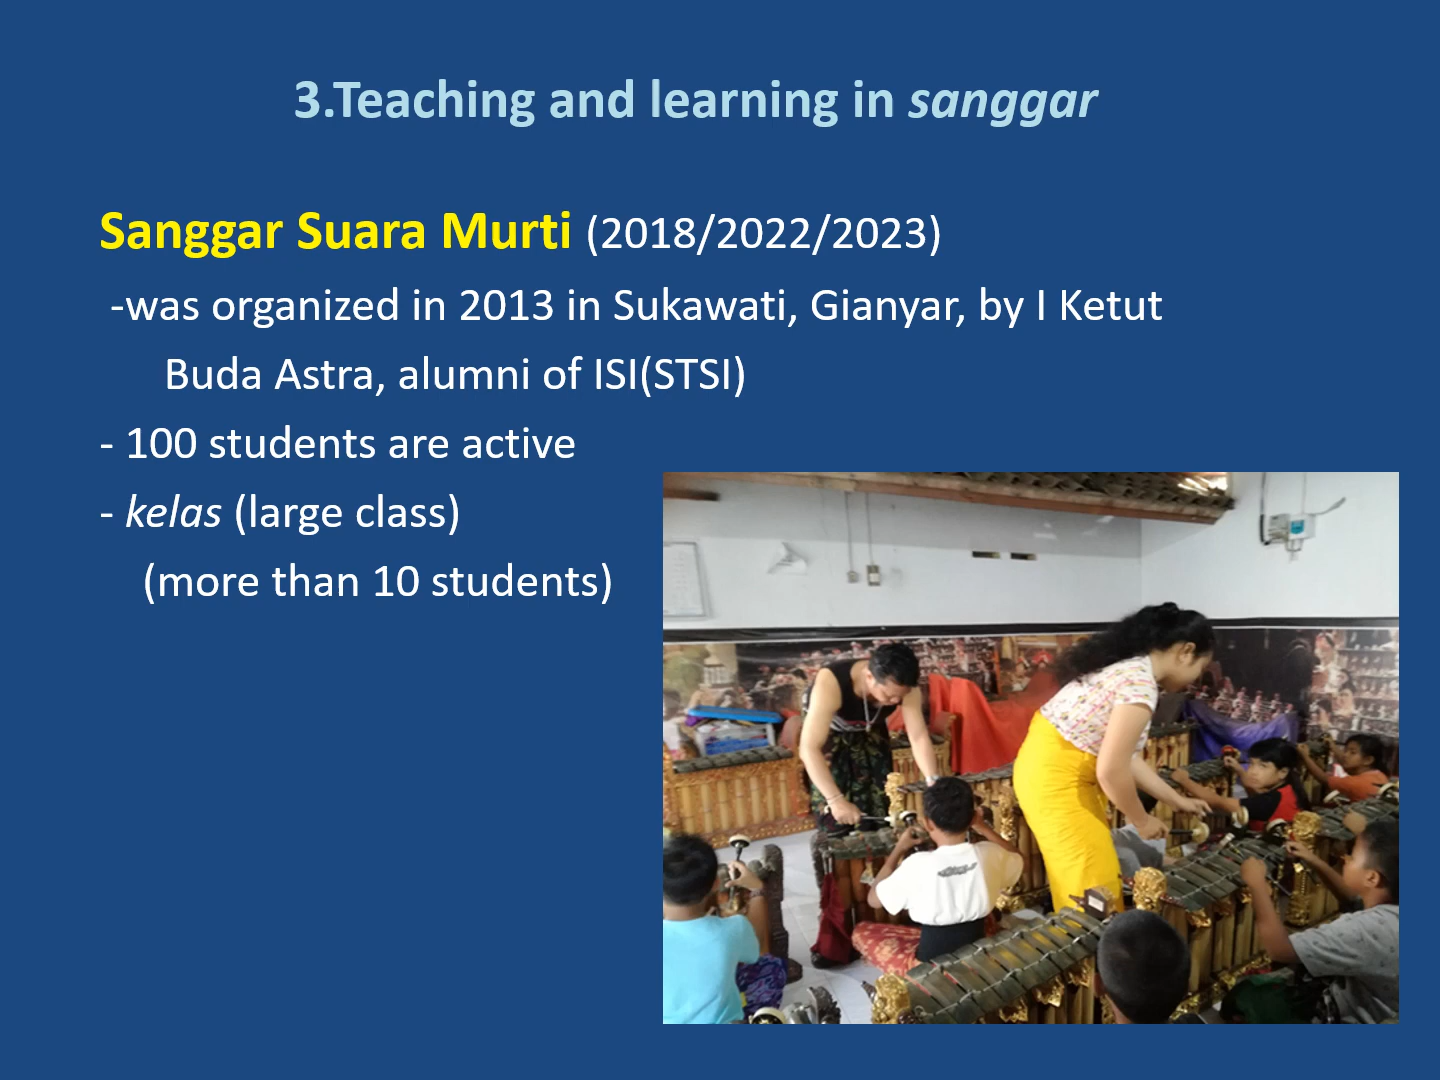 3.Teaching and learning in sanggar
Sanggar Suara Murti (2018/2022/2023)
-was organized in 2013 in Sukawati, Gianyar, by I Ketut
Buda Astra, alumni of ISI(STSI)
- 100 students are active
- kelas (large class)
(more than 10 students)